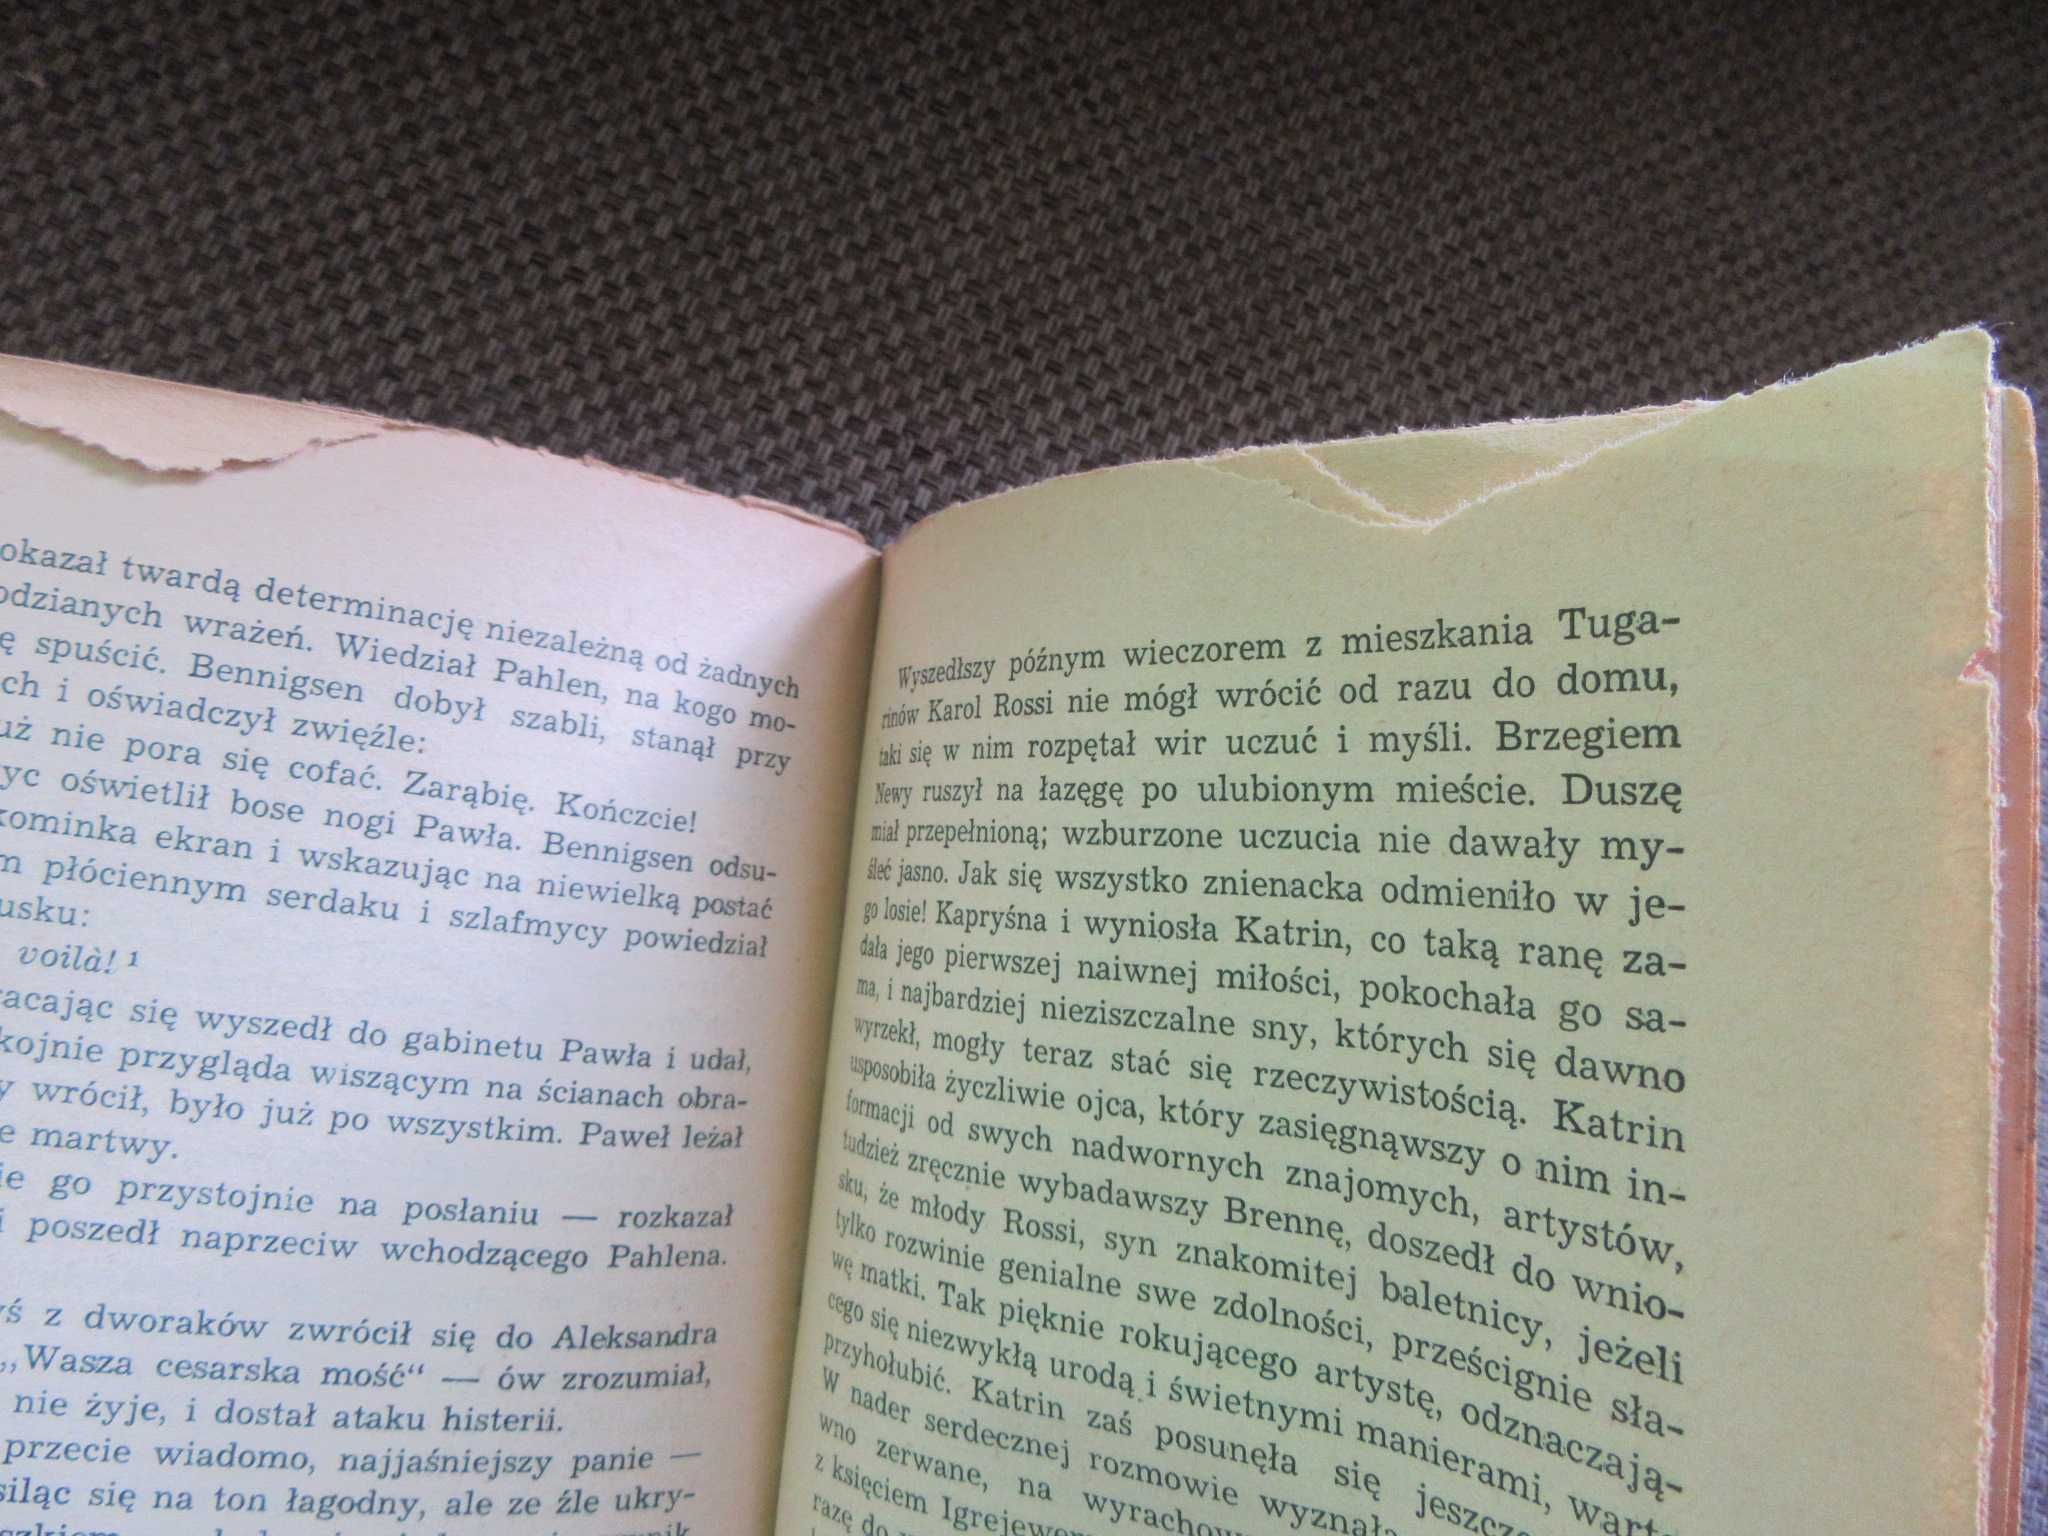 okazał twardą determinację niezależną od żadnych
odzianych wrażeń. Wiedział Pahlen, na kogo mo-
ę spuścić. Bennigsen dobył szabli, stanął przy
ch i oświadczył zwięźle:
uż nie pora się cofać. Zarąbię. Kończcie!
yc oświetlił bose nogi Pawła. Bennigsen odsu-
kominka ekran i wskazując na niewielką postać
m płóciennym serdaku i szlafmycy powiedział
usku:
voilà! ¹
acając się wyszedł do gabinetu Pawła i udał,
kojnie przygląda wiszącym na ścianach obra-
y wrócił, było już po wszystkim. Paweł leżał
e martwy.
ie go przystojnie na posłaniu — rozkazał
i poszedł naprzeciw wchodzącego Pahlena.
yś z dworaków zwrócił się do Aleksandra
„Wasza cesarska mość“ — ów zrozumiał,
nie żyje, i dostał ataku histerii.
przecie wiadomo, najjaśniejszy panie —
siląc się na ton łagodny, ale ze źle ukry-
Wyszedłszy późnym wieczorem z mieszkania Tuga-
rinów Karol Rossi nie mógł wrócić od razu do domu,
taki się w nim rozpętał wir uczuć i myśli. Brzegiem
Newy ruszył na łazęgę po ulubionym mieście. Duszę
miał przepełnioną; wzburzone uczucia nie dawały my-
śleć jasno. Jak się wszystko znienacka odmieniło w je-
go losie! Kapryśna i wyniosła Katrin, co taką ranę za-
dała jego pierwszej naiwnej miłości, pokochała go sa-
ma, i najbardziej nieziszczalne sny, których się dawno
wyrzekł, mogły teraz stać się rzeczywistością. Katrin
usposobiła życzliwie ojca, który zasięgnąwszy o nim in-
formacji od swych nadwornych znajomych, artystów,
tudzież zręcznie wybadawszy Brennę, doszedł do wnio-
sku, że młody Rossi, syn znakomitej baletnicy, jeżeli
tylko rozwinie genialne swe zdolności, prześcignie sła-
wę matki. Tak pięknie rokującego artystę, odznaczają-
cego się niezwykłą urodą i świetnymi manierami, warto
przyhołubić. Katrin zaś posunęła się jeszcze
W nader serdecznej rozmowie wyznała
wno zerwane, na
z księciem
razę do